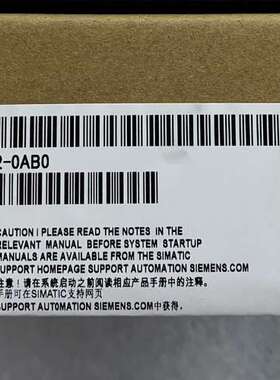 2-0AB0
CAUTION I PLEASE READ THE NOTES IN THE
RELEVANT MANUAL BEFORE SYSTEM STARTUP
MANUALS ARE AVAILABLE FROM THE SIMATIC
SUPPORT HOMEPAGE SUPPORT AUTOMATION SIEMENS.COM
注意！请在系统启动之前阅读相应产品手册中的注释。
手册可在SIMATIC支持网页
SUPPORT AUTOMATION SIEMENS.COM中获得。